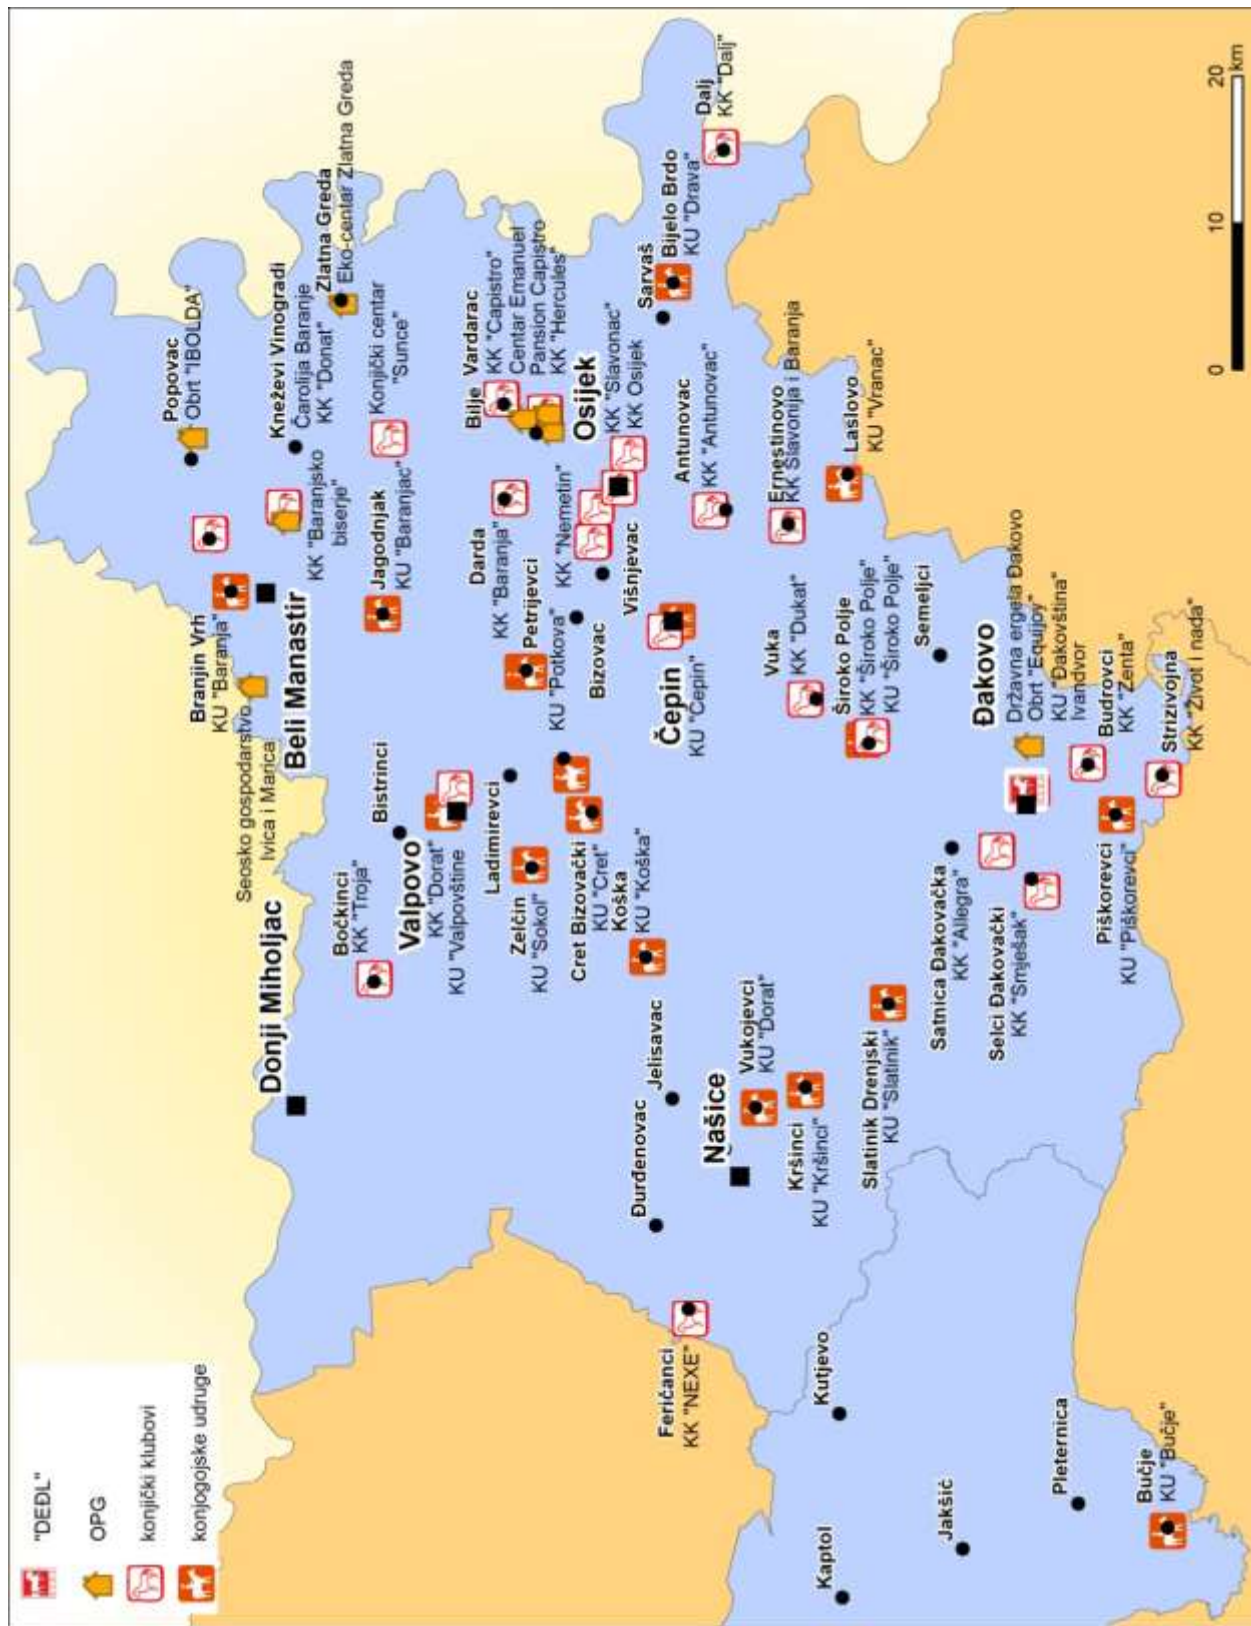 "DEĐL"
OPG
konjički klubovi
konjogojske udruge
Popovac
Obrt "IBOLDA"
Kneževi Vinogradi
Čarolija Baranje
KK "Donat"
Zlatna Greda
Eko-centar Zlatna Greda
Branjin Vrh
KU "Baranja"
Seosko gospodarstvo
Ivica i Marica
Beli Manastir
KK "Baranjsko
biserje"
Konjički centar
"Sunce"
Jagodnjak
KU "Baranjac"
Donji Miholjac
Bočkinci
KK "Troja"
Bistrinci
Valpovo
KK "Dorat"
KU "Valpovštine
Ladimirevci
Zelčin
KU "Sokol"
Cret Bizovački
KU "Cret"
Koška
KU "Koška"
Darda
KK "Baranja"
Petrijevci
KU "Potkova"
Bizovac
KK "Nemetin"
Višnjevac
Bilje
Vardarac
KK "Capistro"
Centar Emanuel
Pansion Capistro
KK "Hercules"
Osijek
KK "Slavonac"
KK Osijek
Sarvaš
Bijelo Brdo
KU "Drava"
Dalj
KK "Dalj"
Antunovac
KK "Antunovac"
Ernestinovo
KK Slavonija i Baranja
Laslovo
KU "Vranac"
Čepin
KU "Čepin"
Vuka
KK "Dukat"
Široko Polje
KK "Široko Polje"
KU "Široko Polje"
Semeljci
Đurđenovac
Jelisavac
Našice
Vukojevci
KU "Dorat"
Kršinci
KU "Kršinci"
Slatinik Drenjski
KU "Slatinik"
Feričanci
KK "NEXE"
Satnica Đakovačka
KK "Allegra"
Selci Đakovački
KK "Smješak"
Đakovo
Državna ergela Đakovo
Obrt "Equijoy"
KU "Đakovština"
Ivandvor
Budrovci
KK "Zenta"
Piškorevci
KU "Piškorevci"
Strizivojna
KK "Život i nada"
Kutjevo
Kaptol
Jakšić
Pleternica
Bučje
KU "Bučje"
0 10 20
km